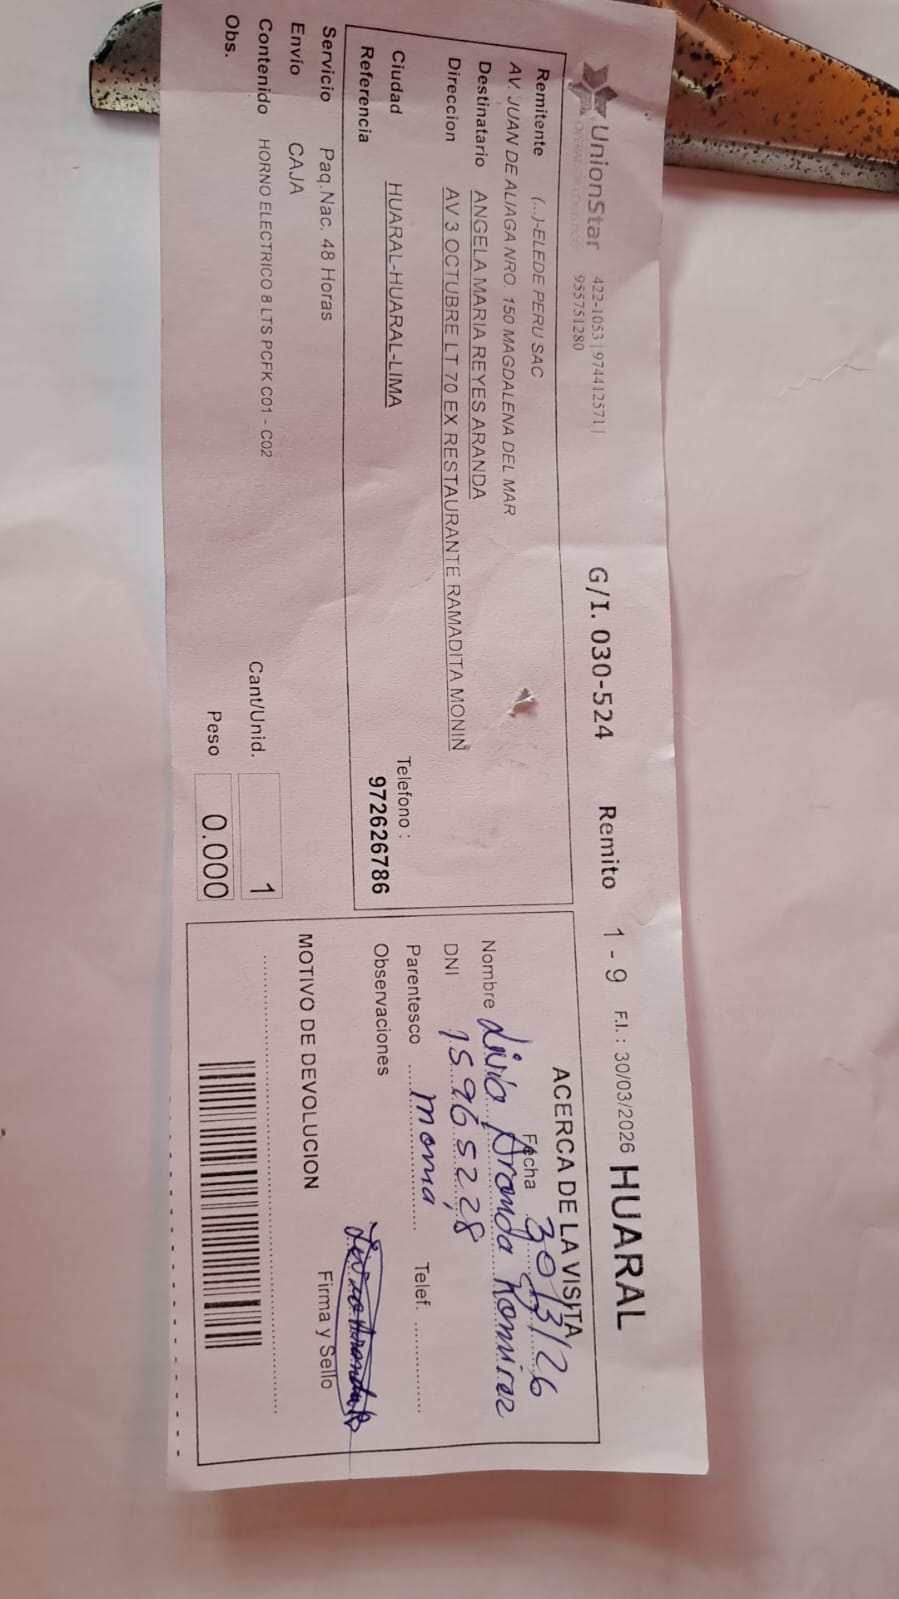 UnionStar 422-1053 | 974412571 |
955751280
G/I. 030-524 Remito 1 - 9 F.I. : 30/03/2026 HUARAL
Remitente (...)-ELEDE PERU SAC
AV. JUAN DE ALIAGA NRO. 150 MAGDALENA DEL MAR
Destinatario ANGELA MARIA REYES ARANDA
Direccion AV 3 OCTUBRE LT 70 EX RESTAURANTE RAMADITA MONIN
Ciudad HUARAL-HUARAL-LIMA
Telefono :
Referencia
972626786
Servicio Paq.Nac. 48 Horas
Envio CAJA
Contenido HORNO ELECTRICO 8 LTS PCFK C01 - C02
Obs.
Cant/Unid. 1
Peso 0.000
ACERCA DE LA VISITA
Fecha 30/3/26
Nombre Livia Aranda Romirez
DNI 15965228
Parentesco momá Telef.
Observaciones
Firma y Sello
MOTIVO DE DEVOLUCION